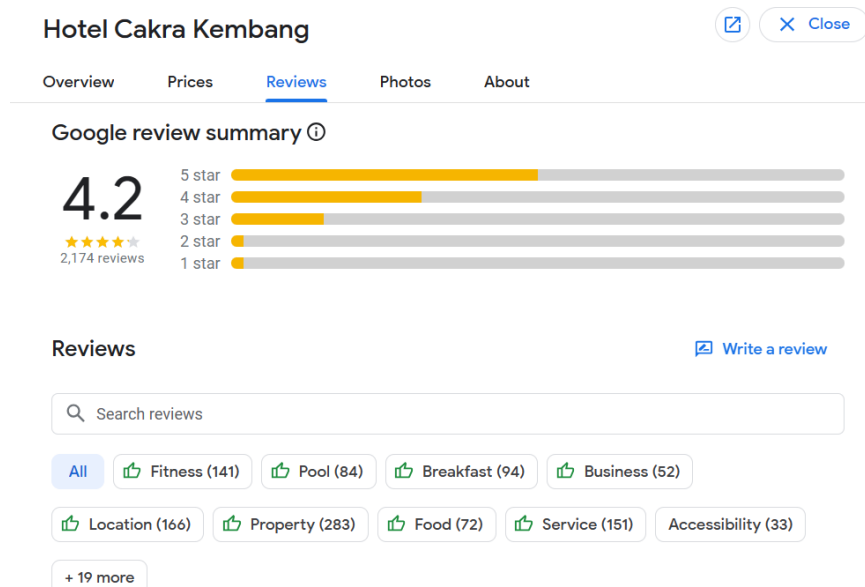 Hotel Cakra Kembang
Close
Overview Prices Reviews Photos About
Google review summary
4.2
2,174 reviews
5 star
4 star
3 star
2 star
1 star
Reviews
Write a review
Search reviews
All Fitness (141) Pool (84) Breakfast (94) Business (52)
Location (166) Property (283) Food (72) Service (151) Accessibility (33)
+ 19 more